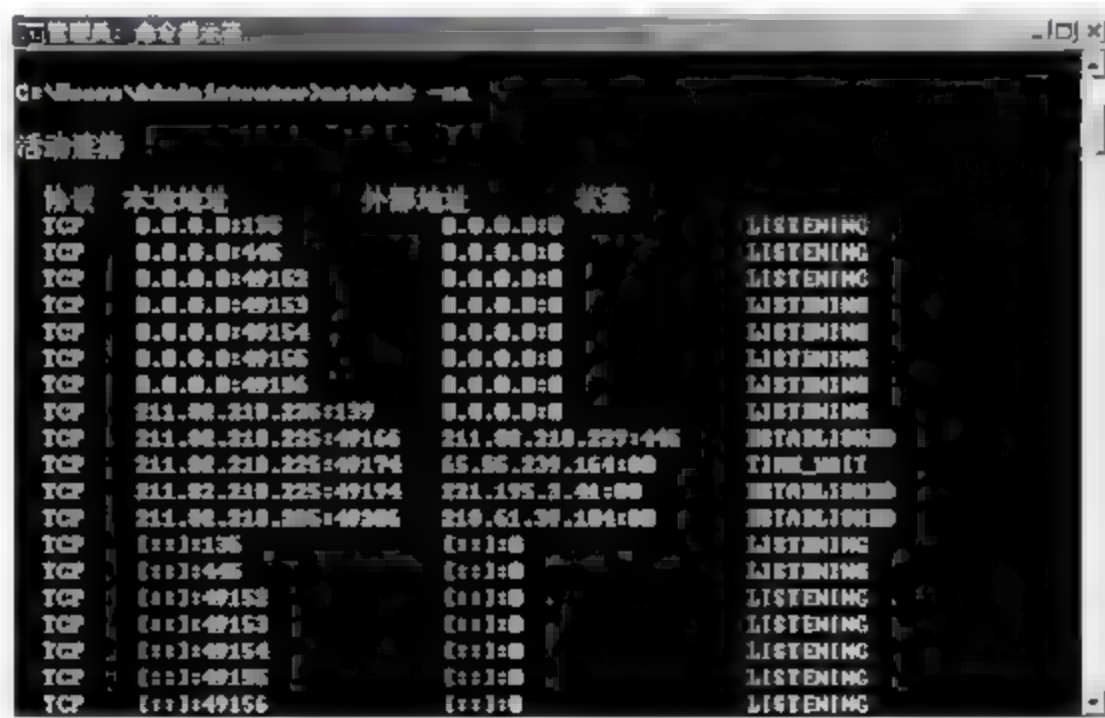 管理员: 命令提示符
活动连接
协议 本地地址 外部地址 状态
TCP 0.0.0.0:135 0.0.0.0:0 LISTENING
TCP 0.0.0.0:445 0.0.0.0:0 LISTENING
TCP 0.0.0.0:49152 0.0.0.0:0 LISTENING
TCP 0.0.0.0:49153 0.0.0.0:0 LISTENING
TCP 0.0.0.0:49154 0.0.0.0:0 LISTENING
TCP 0.0.0.0:49155 0.0.0.0:0 LISTENING
TCP 0.0.0.0:49156 0.0.0.0:0 LISTENING
TCP 0.0.0.0:0 LISTENING
TCP ESTABLISHED
TCP TIME_WAIT
TCP ESTABLISHED
TCP ESTABLISHED
TCP [::]:135 [::]:0 LISTENING
TCP [::]:445 [::]:0 LISTENING
TCP [::]:49152 [::]:0 LISTENING
TCP [::]:49153 [::]:0 LISTENING
TCP [::]:49154 [::]:0 LISTENING
TCP [::]:49155 [::]:0 LISTENING
TCP [::]:49156 [::]:0 LISTENING